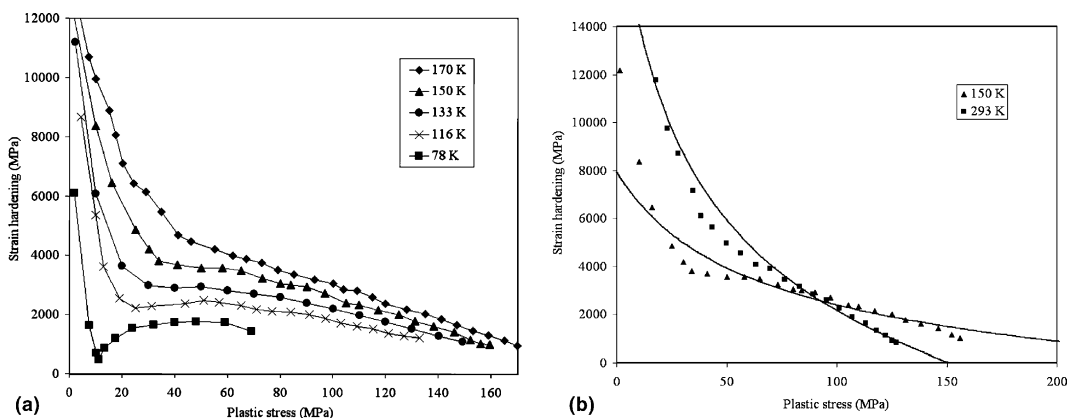 12000
10000
8000
6000
4000
2000
0
Strain hardening (MPa)
170 K
150 K
133 K
116 K
78 K
0 20 40 60 80 100 120 140 160
Plastic stress (MPa)
(a)
14000
12000
10000
8000
6000
4000
2000
0
Strain hardening (MPa)
150 K
293 K
0 50 100 150 200
Plastic stress (MPa)
(b)